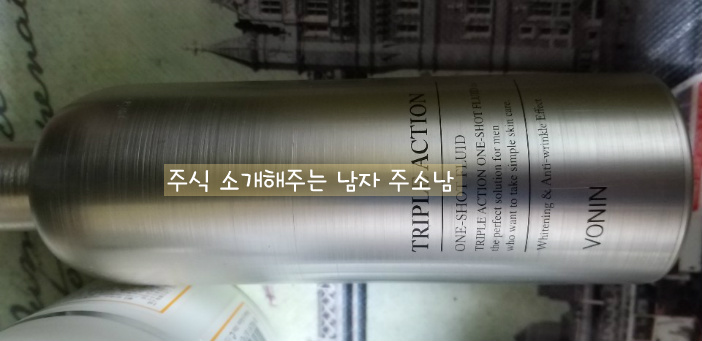 TRIPLE ACTION
ONE-SHOT FLUID
TRIPLE ACTION ONE-SHOT FLUID
the perfect solution for men
who want to take simple skin care.
Whitening & Anti-wrinkle Effect
VONIN
주식 소개해주는 남자 주소남